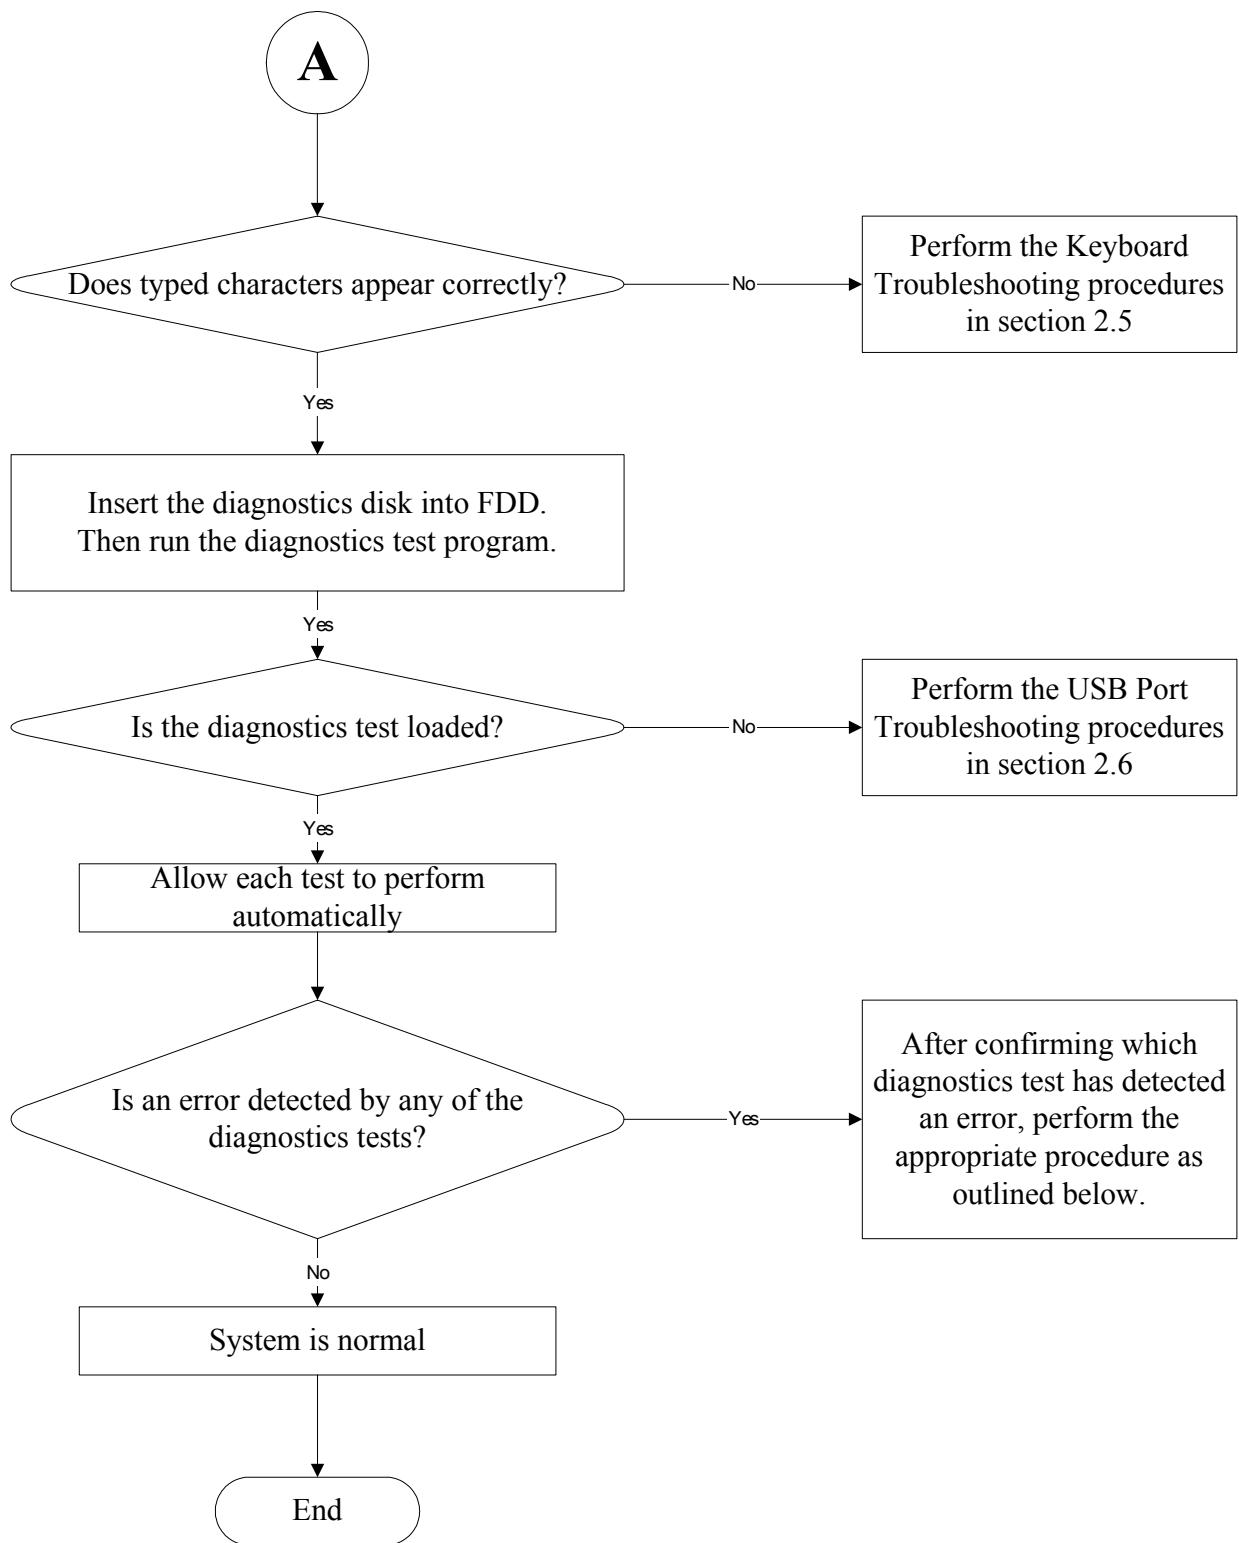 A
Does typed characters appear correctly?
No
Perform the Keyboard
Troubleshooting procedures
in section 2.5
Yes
Insert the diagnostics disk into FDD.
Then run the diagnostics test program.
Yes
Is the diagnostics test loaded?
No
Perform the USB Port
Troubleshooting procedures
in section 2.6
Yes
Allow each test to perform
automatically
Is an error detected by any of the
diagnostics tests?
Yes
After confirming which
diagnostics test has detected
an error, perform the
appropriate procedure as
outlined below.
No
System is normal
End